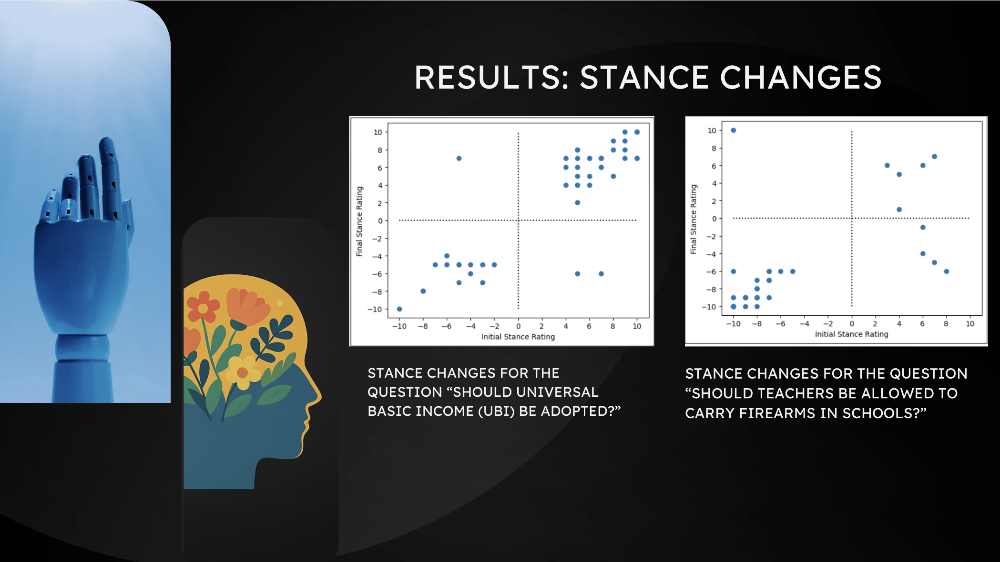 RESULTS: STANCE CHANGES
10
8
6
4
2
0
−2
−4
−6
−8
−10
Final Stance Rating
−10 −8 −6 −4 −2 0 2 4 6 8 10
Initial Stance Rating
STANCE CHANGES FOR THE
QUESTION “SHOULD UNIVERSAL
BASIC INCOME (UBI) BE ADOPTED?”
10
8
6
4
2
0
−2
−4
−6
−8
−10
Final Stance Rating
−10 −8 −6 −4 −2 0 2 4 6 8 10
Initial Stance Rating
STANCE CHANGES FOR THE QUESTION
“SHOULD TEACHERS BE ALLOWED TO
CARRY FIREARMS IN SCHOOLS?”